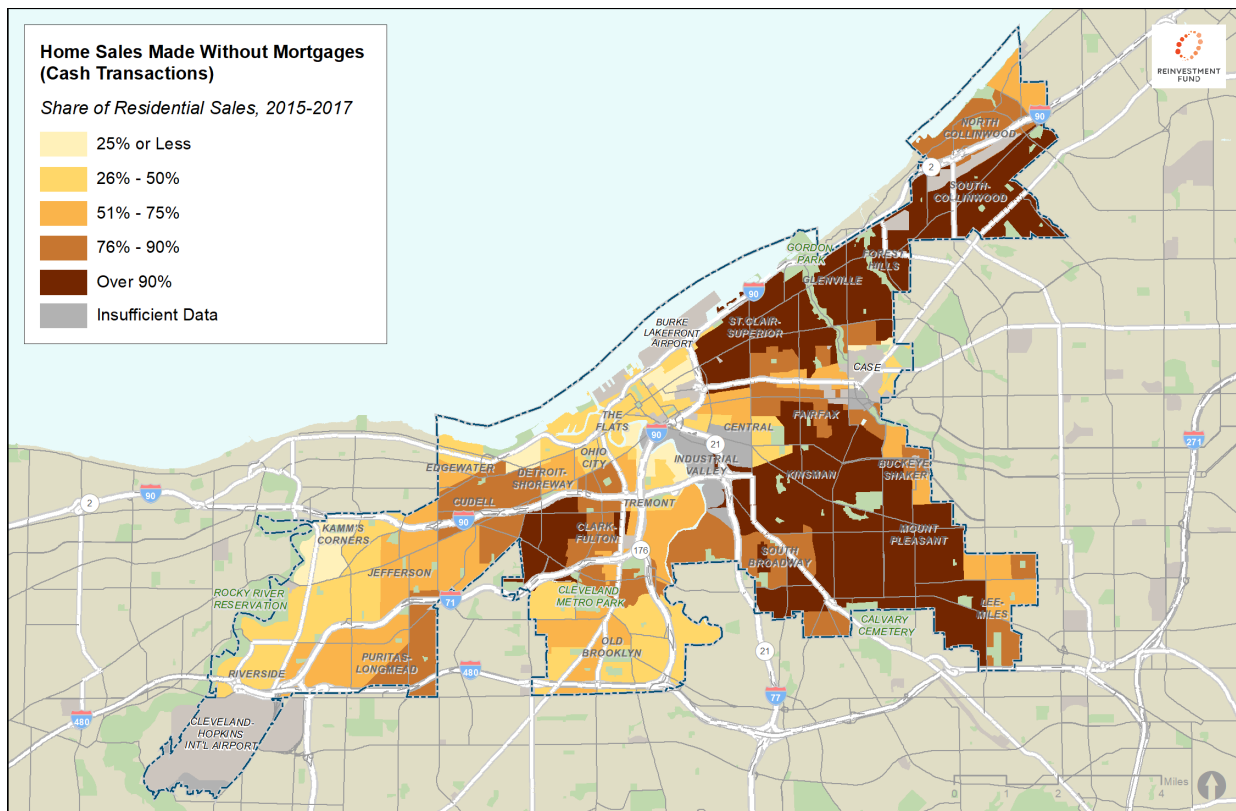 Home Sales Made Without Mortgages
(Cash Transactions)
Share of Residential Sales, 2015-2017
25% or Less
26% - 50%
51% - 75%
76% - 90%
Over 90%
Insufficient Data
REINVESTMENT
FUND
90
NORTH
COLLINWOOD
2
SOUTH-
COLLINWOOD
GORDON
PARK
FOREST
HILLS
GLENVILLE
90
ST.CLAIR-
SUPERIOR
BURKE
LAKEFRONT
AIRPORT
CASE
THE
FLATS
FAIRFAX
CENTRAL
90
21
271
OHIO
CITY
INDUSTRIAL
VALLEY
EDGEWATER
DETROIT-
SHOREWAY
KINSMAN
BUCKEYE-
SHAKER
90
2
CUDELL
TREMONT
90
KAMM'S
CORNERS
CLARK-
FULTON
MOUNT
PLEASANT
176
SOUTH
BROADWAY
JEFFERSON
ROCKY RIVER
RESERVATION
71
CLEVELAND
METRO PARK
LEE-
MILES
CALVARY
CEMETERY
OLD
BROOKLYN
21
PURITAS-
LONGMEAD
RIVERSIDE
480
77
480
CLEVELAND-
HOPKINS
INT'L AIRPORT
Miles
0 1 2 4